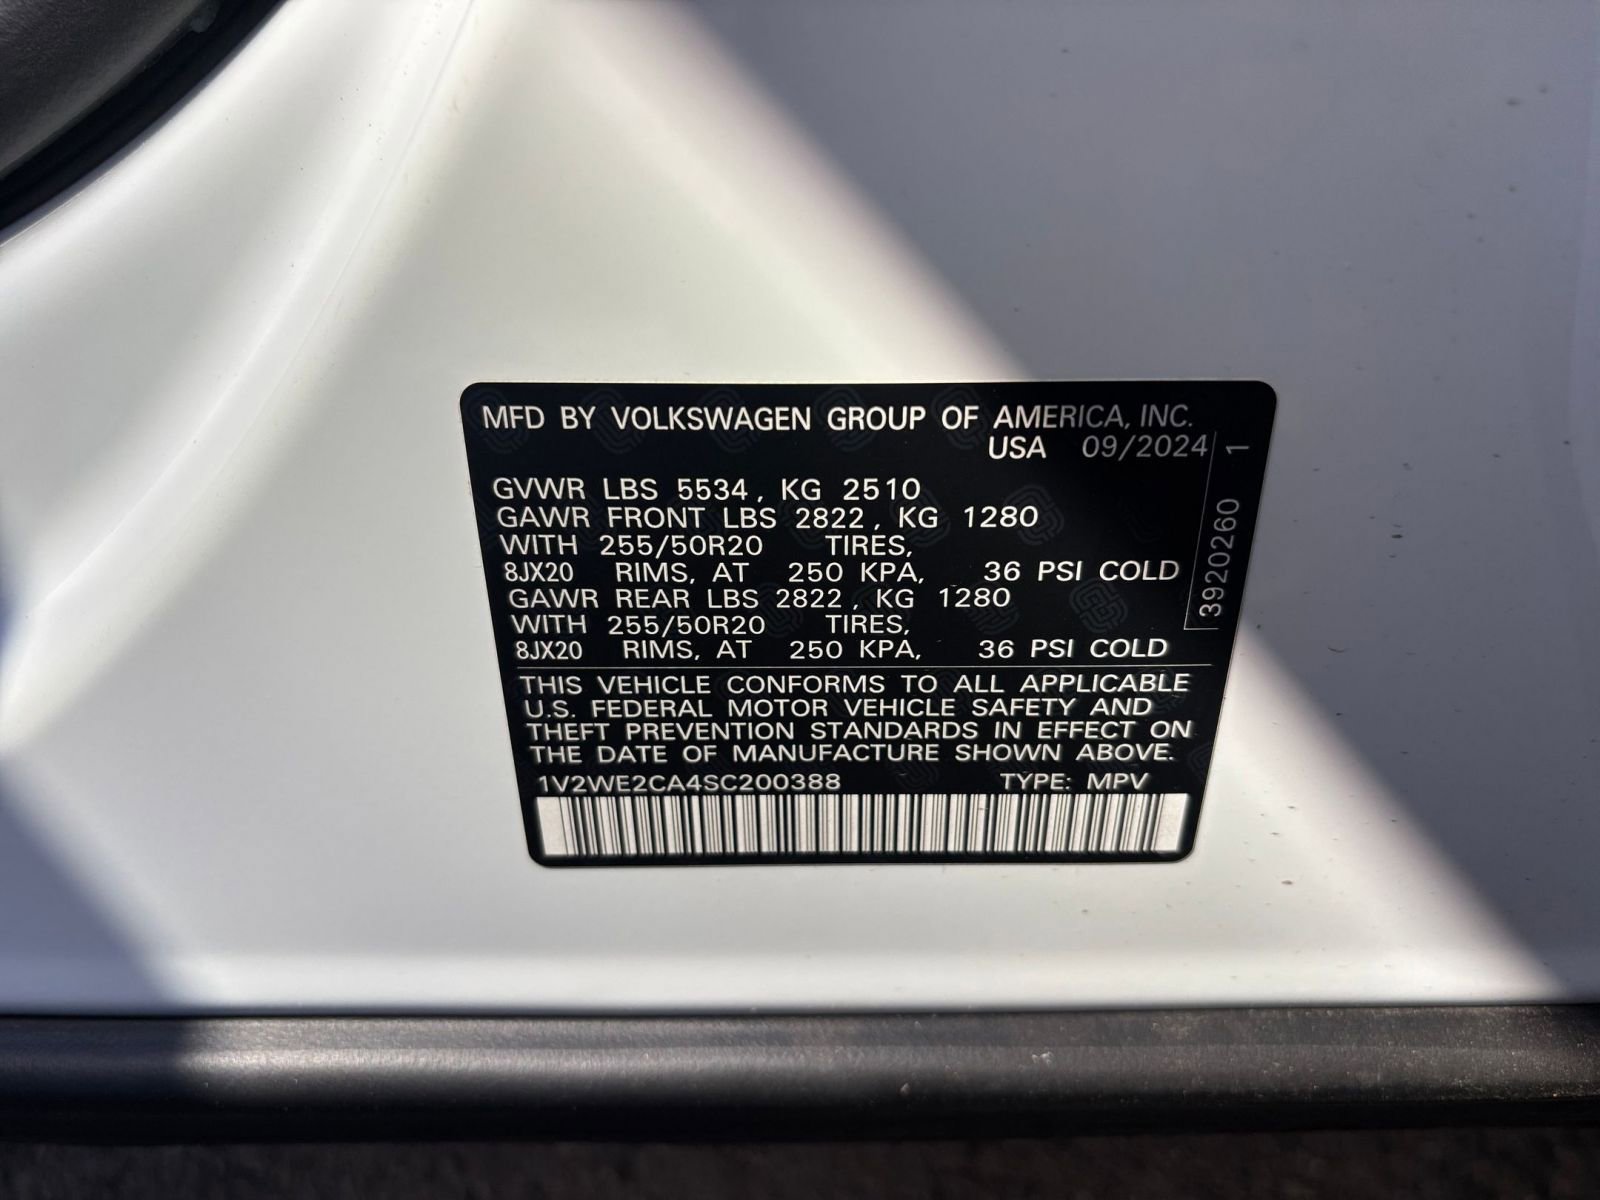 MFD BY VOLKSWAGEN GROUP OF AMERICA, INC.
USA 09/2024
GVWR LBS 5534, KG 2510
GAWR FRONT LBS 2822, KG 1280
WITH 255/50R20 TIRES,
8JX20 RIMS, AT 250 KPA, 36 PSI COLD
GAWR REAR LBS 2822, KG 1280
WITH 255/50R20 TIRES,
8JX20 RIMS, AT 250 KPA, 36 PSI COLD
THIS VEHICLE CONFORMS TO ALL APPLICABLE
U.S. FEDERAL MOTOR VEHICLE SAFETY AND
THEFT PREVENTION STANDARDS IN EFFECT ON
THE DATE OF MANUFACTURE SHOWN ABOVE.
1V2WE2CA4SC200388 TYPE: MPV
3920260 1